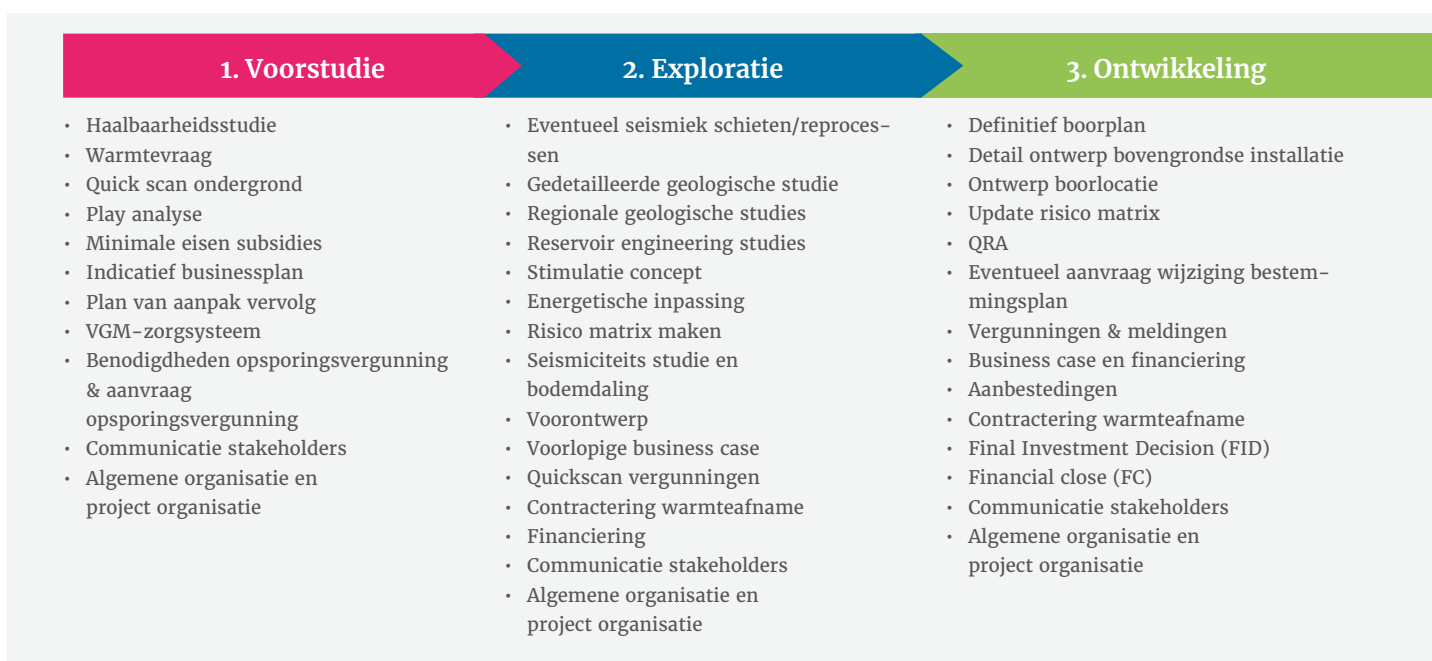 1. Voorstudie
• Haalbaarheidsstudie
• Warmtevraag
• Quick scan ondergrond
• Play analyse
• Minimale eisen subsidies
• Indicatief businessplan
• Plan van aanpak vervolg
• VGM-zorgsysteem
• Benodigdheden opsporingsvergunning
& aanvraag
opsporingsvergunning
• Communicatie stakeholders
• Algemene organisatie en
project organisatie
2. Exploratie
• Eventueel seismiek schieten/reproces-
sen
• Gedetailleerde geologische studie
• Regionale geologische studies
• Reservoir engineering studies
• Stimulatie concept
• Energetische inpassing
• Risico matrix maken
• Seismiciteits studie en
bodemdaling
• Voorontwerp
• Voorlopige business case
• Quickscan vergunningen
• Contractering warmteafname
• Financiering
• Communicatie stakeholders
• Algemene organisatie en
project organisatie
3. Ontwikkeling
• Definitief boorplan
• Detail ontwerp bovengrondse installatie
• Ontwerp boorlocatie
• Update risico matrix
• QRA
• Eventueel aanvraag wijziging bestem-
mingsplan
• Vergunningen & meldingen
• Business case en financiering
• Aanbestedingen
• Contractering warmteafname
• Final Investment Decision (FID)
• Financial close (FC)
• Communicatie stakeholders
• Algemene organisatie en
project organisatie